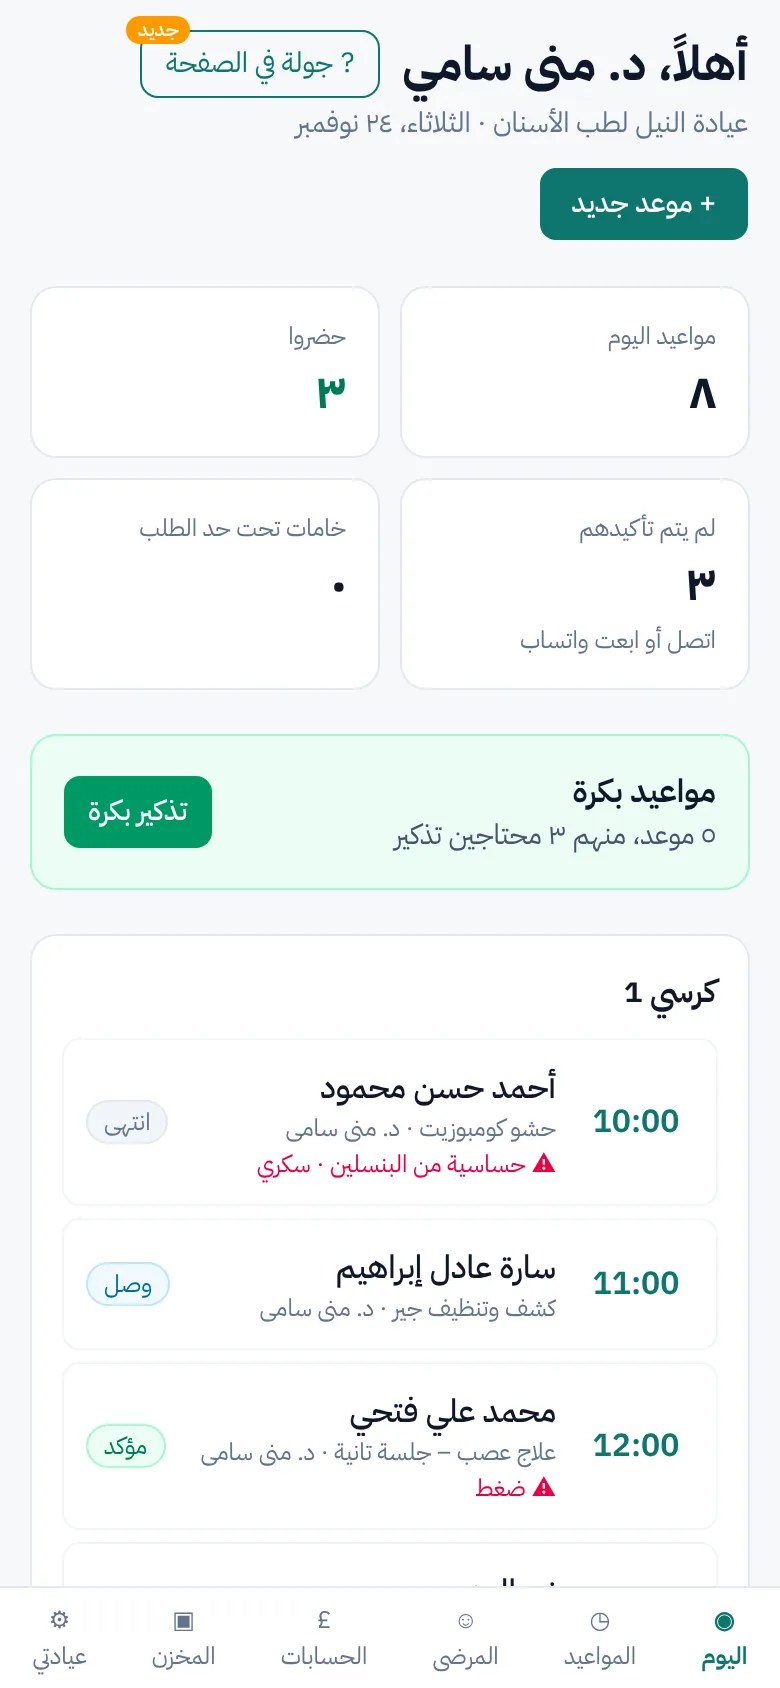 أهلاً، د. منى سامي
? جولة في الصفحة
جديد
عيادة النيل لطب الأسنان · الثلاثاء، ٢٤ نوفمبر
+ موعد جديد
مواعيد اليوم
٨
حضروا
٣
لم يتم تأكيدهم
٣
اتصل أو ابعت واتساب
خامات تحت حد الطلب
٠
مواعيد بكرة
٥ موعد، منهم ٣ محتاجين تذكير
تذكير بكرة
كرسي 1
10:00
أحمد حسن محمود
حشو كومبوزيت · د. منى سامى
⚠ حساسية من البنسلين · سكري
انتهى
11:00
سارة عادل إبراهيم
كشف وتنظيف جير · د. منى سامى
وصل
12:00
محمد علي فتحي
علاج عصب – جلسة تانية · د. منى سامى
⚠ ضغط
مؤكد
اليوم
المواعيد
المرضى
£
الحسابات
المخزن
عيادتي